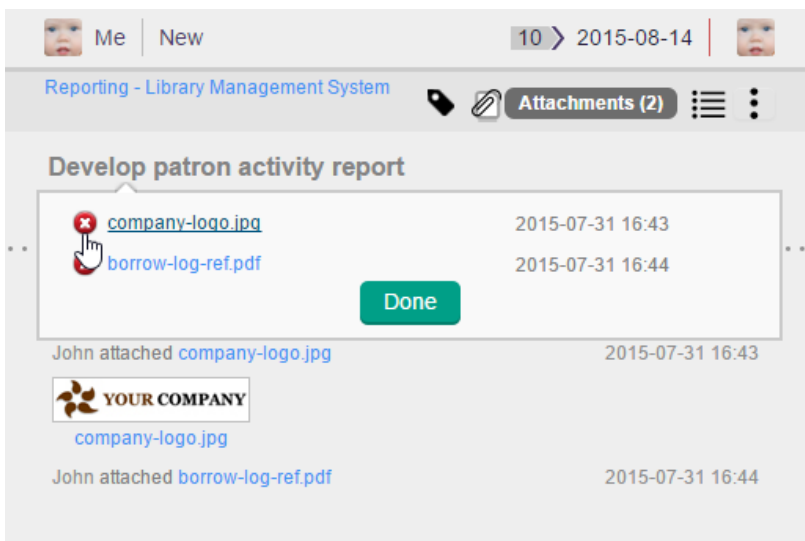 Me New 10 2015-08-14
Reporting - Library Management System
Attachments (2)
Develop patron activity report
company-logo.jpg 2015-07-31 16:43
borrow-log-ref.pdf 2015-07-31 16:44
Done
John attached company-logo.jpg 2015-07-31 16:43
YOUR COMPANY
company-logo.jpg
John attached borrow-log-ref.pdf 2015-07-31 16:44